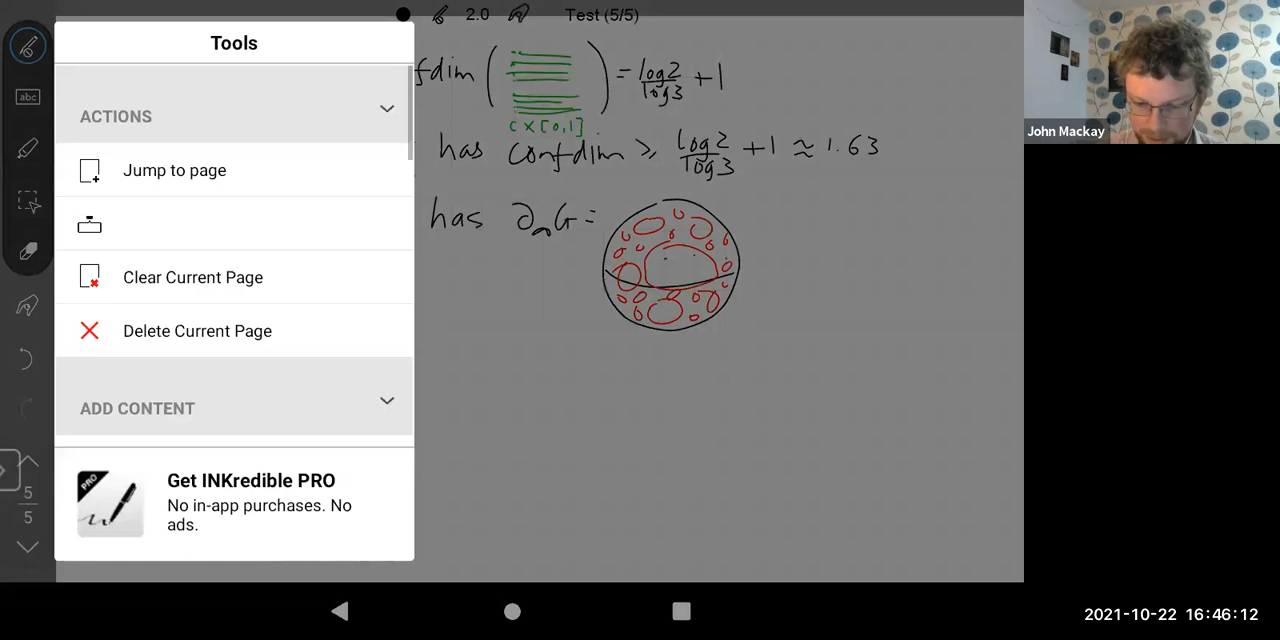 2.0 Test (5/5)
Tools
ACTIONS
Jump to page
Clear Current Page
Delete Current Page
ADD CONTENT
PRO
Get INKredible PRO
No in-app purchases. No
ads.
abc
5
5
fdim ( ) = log2/log3 + 1
C × [0,1]
has confdim ⩾ log2/log3 + 1 ≈ 1.63
has ∂∞G =
John Mackay
2021-10-22 16:46:12